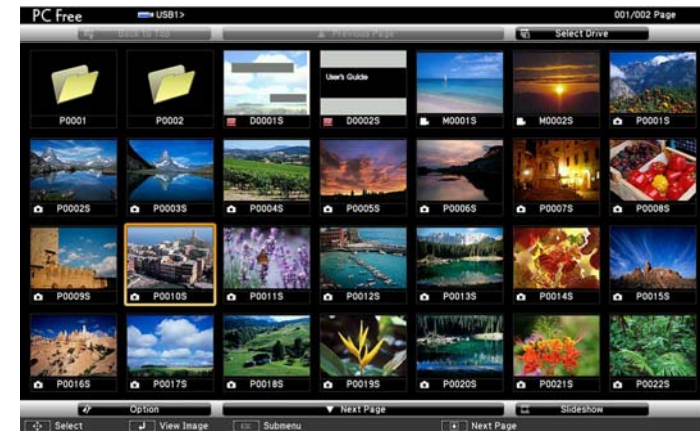 PC Free USB1> 001/002 Page
Back to Top Previous Page Select Drive
User's Guide
P0001 P0002 D0001S D0002S M0001S M0002S P0001S
P0002S P0003S P0004S P0005S P0006S P0007S P0008S
P0009S P0010S P0011S P0012S P0013S P0014S P0015S
P0016S P0017S P0018S P0019S P0020S P0021S P0022S
Option Next Page Slideshow
Select View Image Esc Submenu Next Page